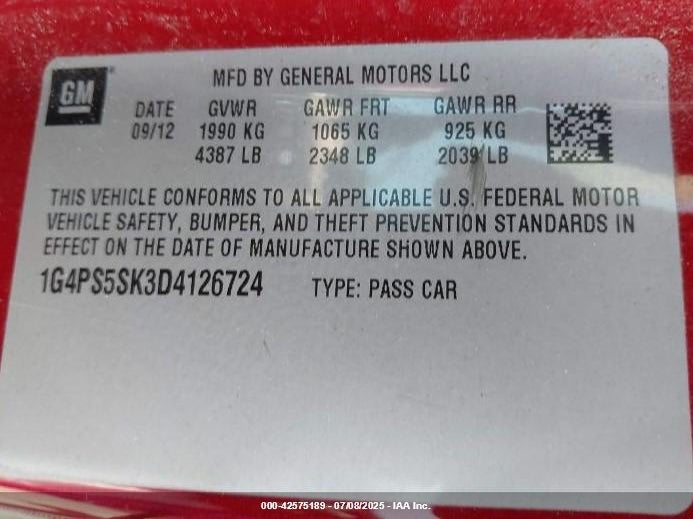 GM
MFD BY GENERAL MOTORS LLC
DATE GVWR GAWR FRT GAWR RR
09/12 1990 KG 1065 KG 925 KG
4387 LB 2348 LB 2039 LB
THIS VEHICLE CONFORMS TO ALL APPLICABLE U.S. FEDERAL MOTOR
VEHICLE SAFETY, BUMPER, AND THEFT PREVENTION STANDARDS IN
EFFECT ON THE DATE OF MANUFACTURE SHOWN ABOVE.
1G4PS5SK3D4126724 TYPE: PASS CAR
000-42575189 - 07/08/2025 - IAA Inc.